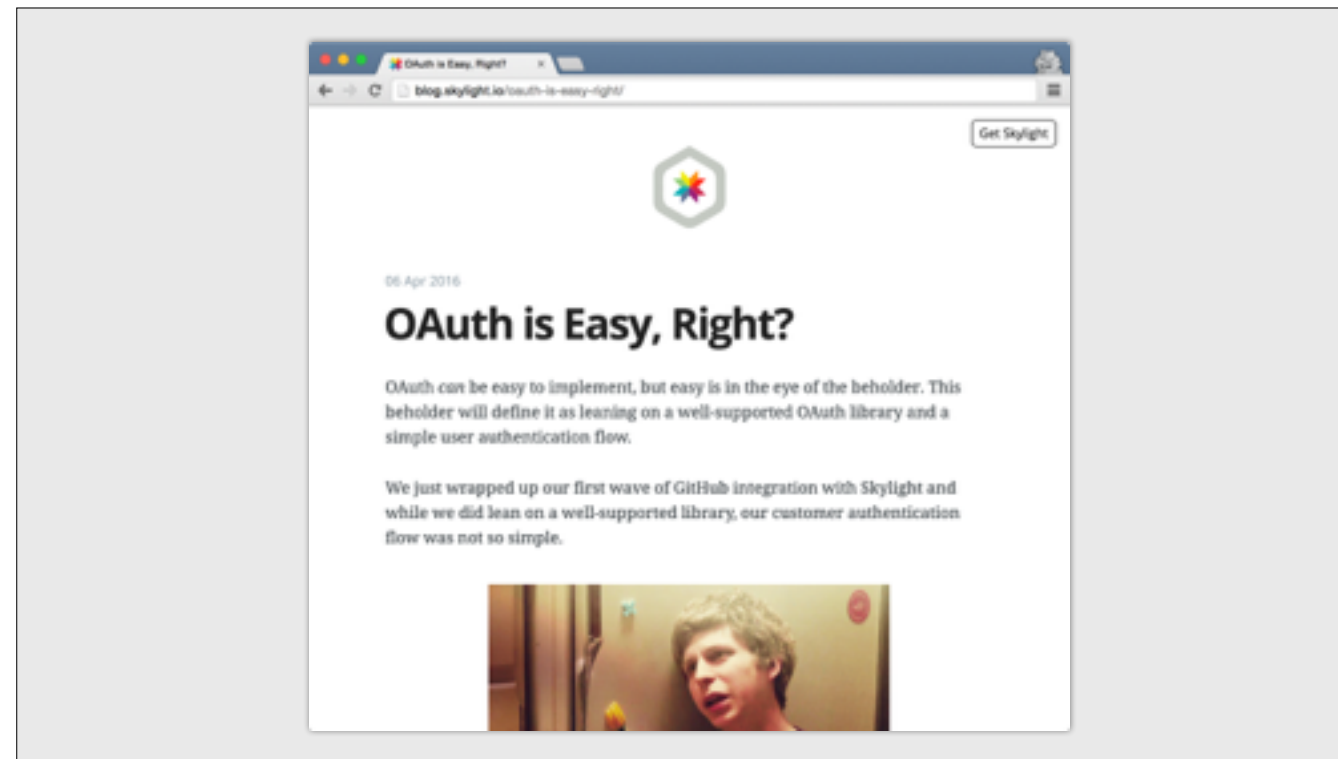 OAuth is Easy, Right?
blog.skylight.io/oauth-is-easy-right/
Get Skylight
06 Apr 2016
OAuth is Easy, Right?
OAuth can be easy to implement, but easy is in the eye of the beholder. This
beholder will define it as leaning on a well-supported OAuth library and a
simple user authentication flow.
We just wrapped up our first wave of GitHub integration with Skylight and
while we did lean on a well-supported library, our customer authentication
flow was not so simple.